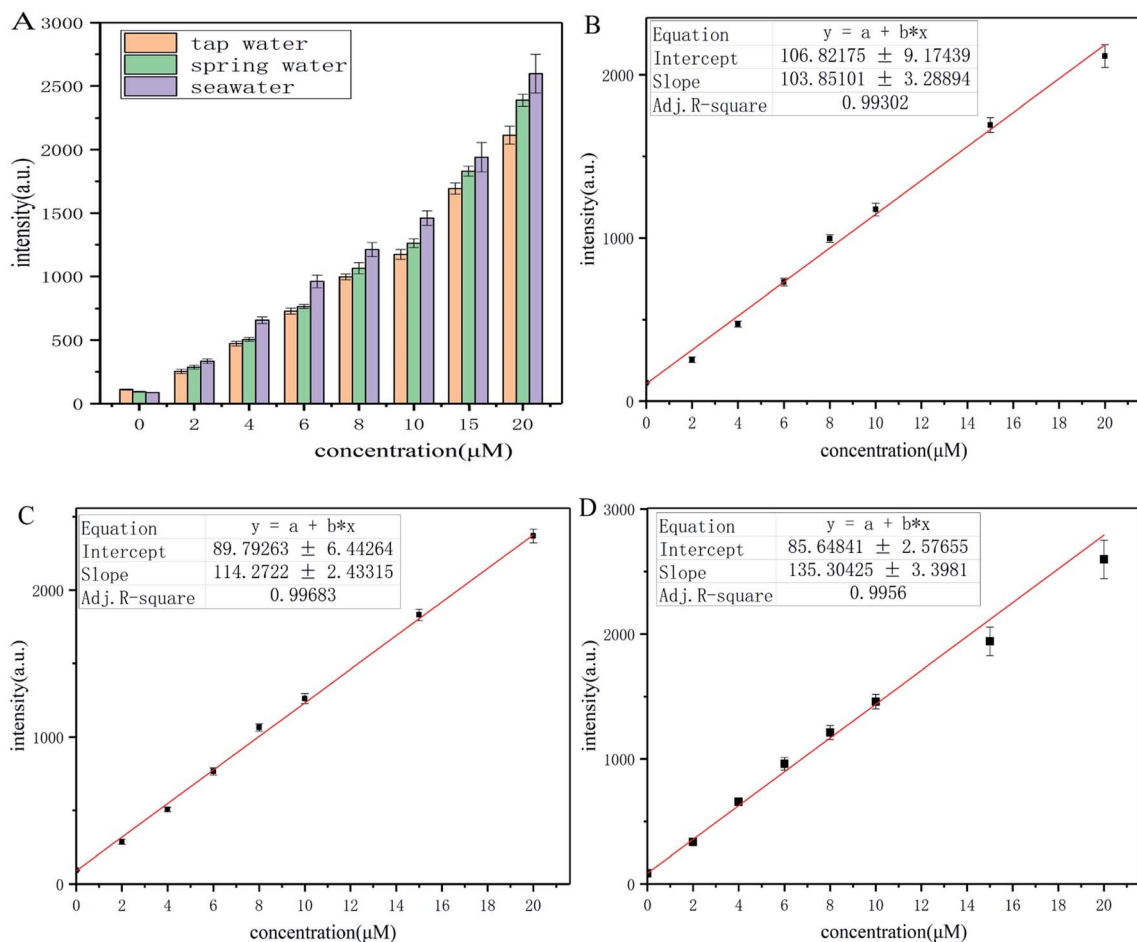 A
3000
2500
2000
1500
1000
500
0
intensity(a.u.)
tap water
spring water
seawater
0 2 4 6 8 10 15 20
concentration(μM)
B
Equation y = a + b*x
Intercept 106.82175 ± 9.17439
Slope 103.85101 ± 3.28894
Adj.R-square 0.99302
2000
1000
0
intensity(a.u.)
0 2 4 6 8 10 12 14 16 18 20
concentration(μM)
C
Equation y = a + b*x
Intercept 89.79263 ± 6.44264
Slope 114.2722 ± 2.43315
Adj.R-square 0.99683
2000
1000
0
intensity(a.u.)
0 2 4 6 8 10 12 14 16 18 20
concentration(μM)
D
3000
Equation y = a + b*x
Intercept 85.64841 ± 2.57655
Slope 135.30425 ± 3.3981
Adj.R-square 0.9956
2000
1000
0
intensity(a.u.)
0 2 4 6 8 10 12 14 16 18 20
concentration(μM)